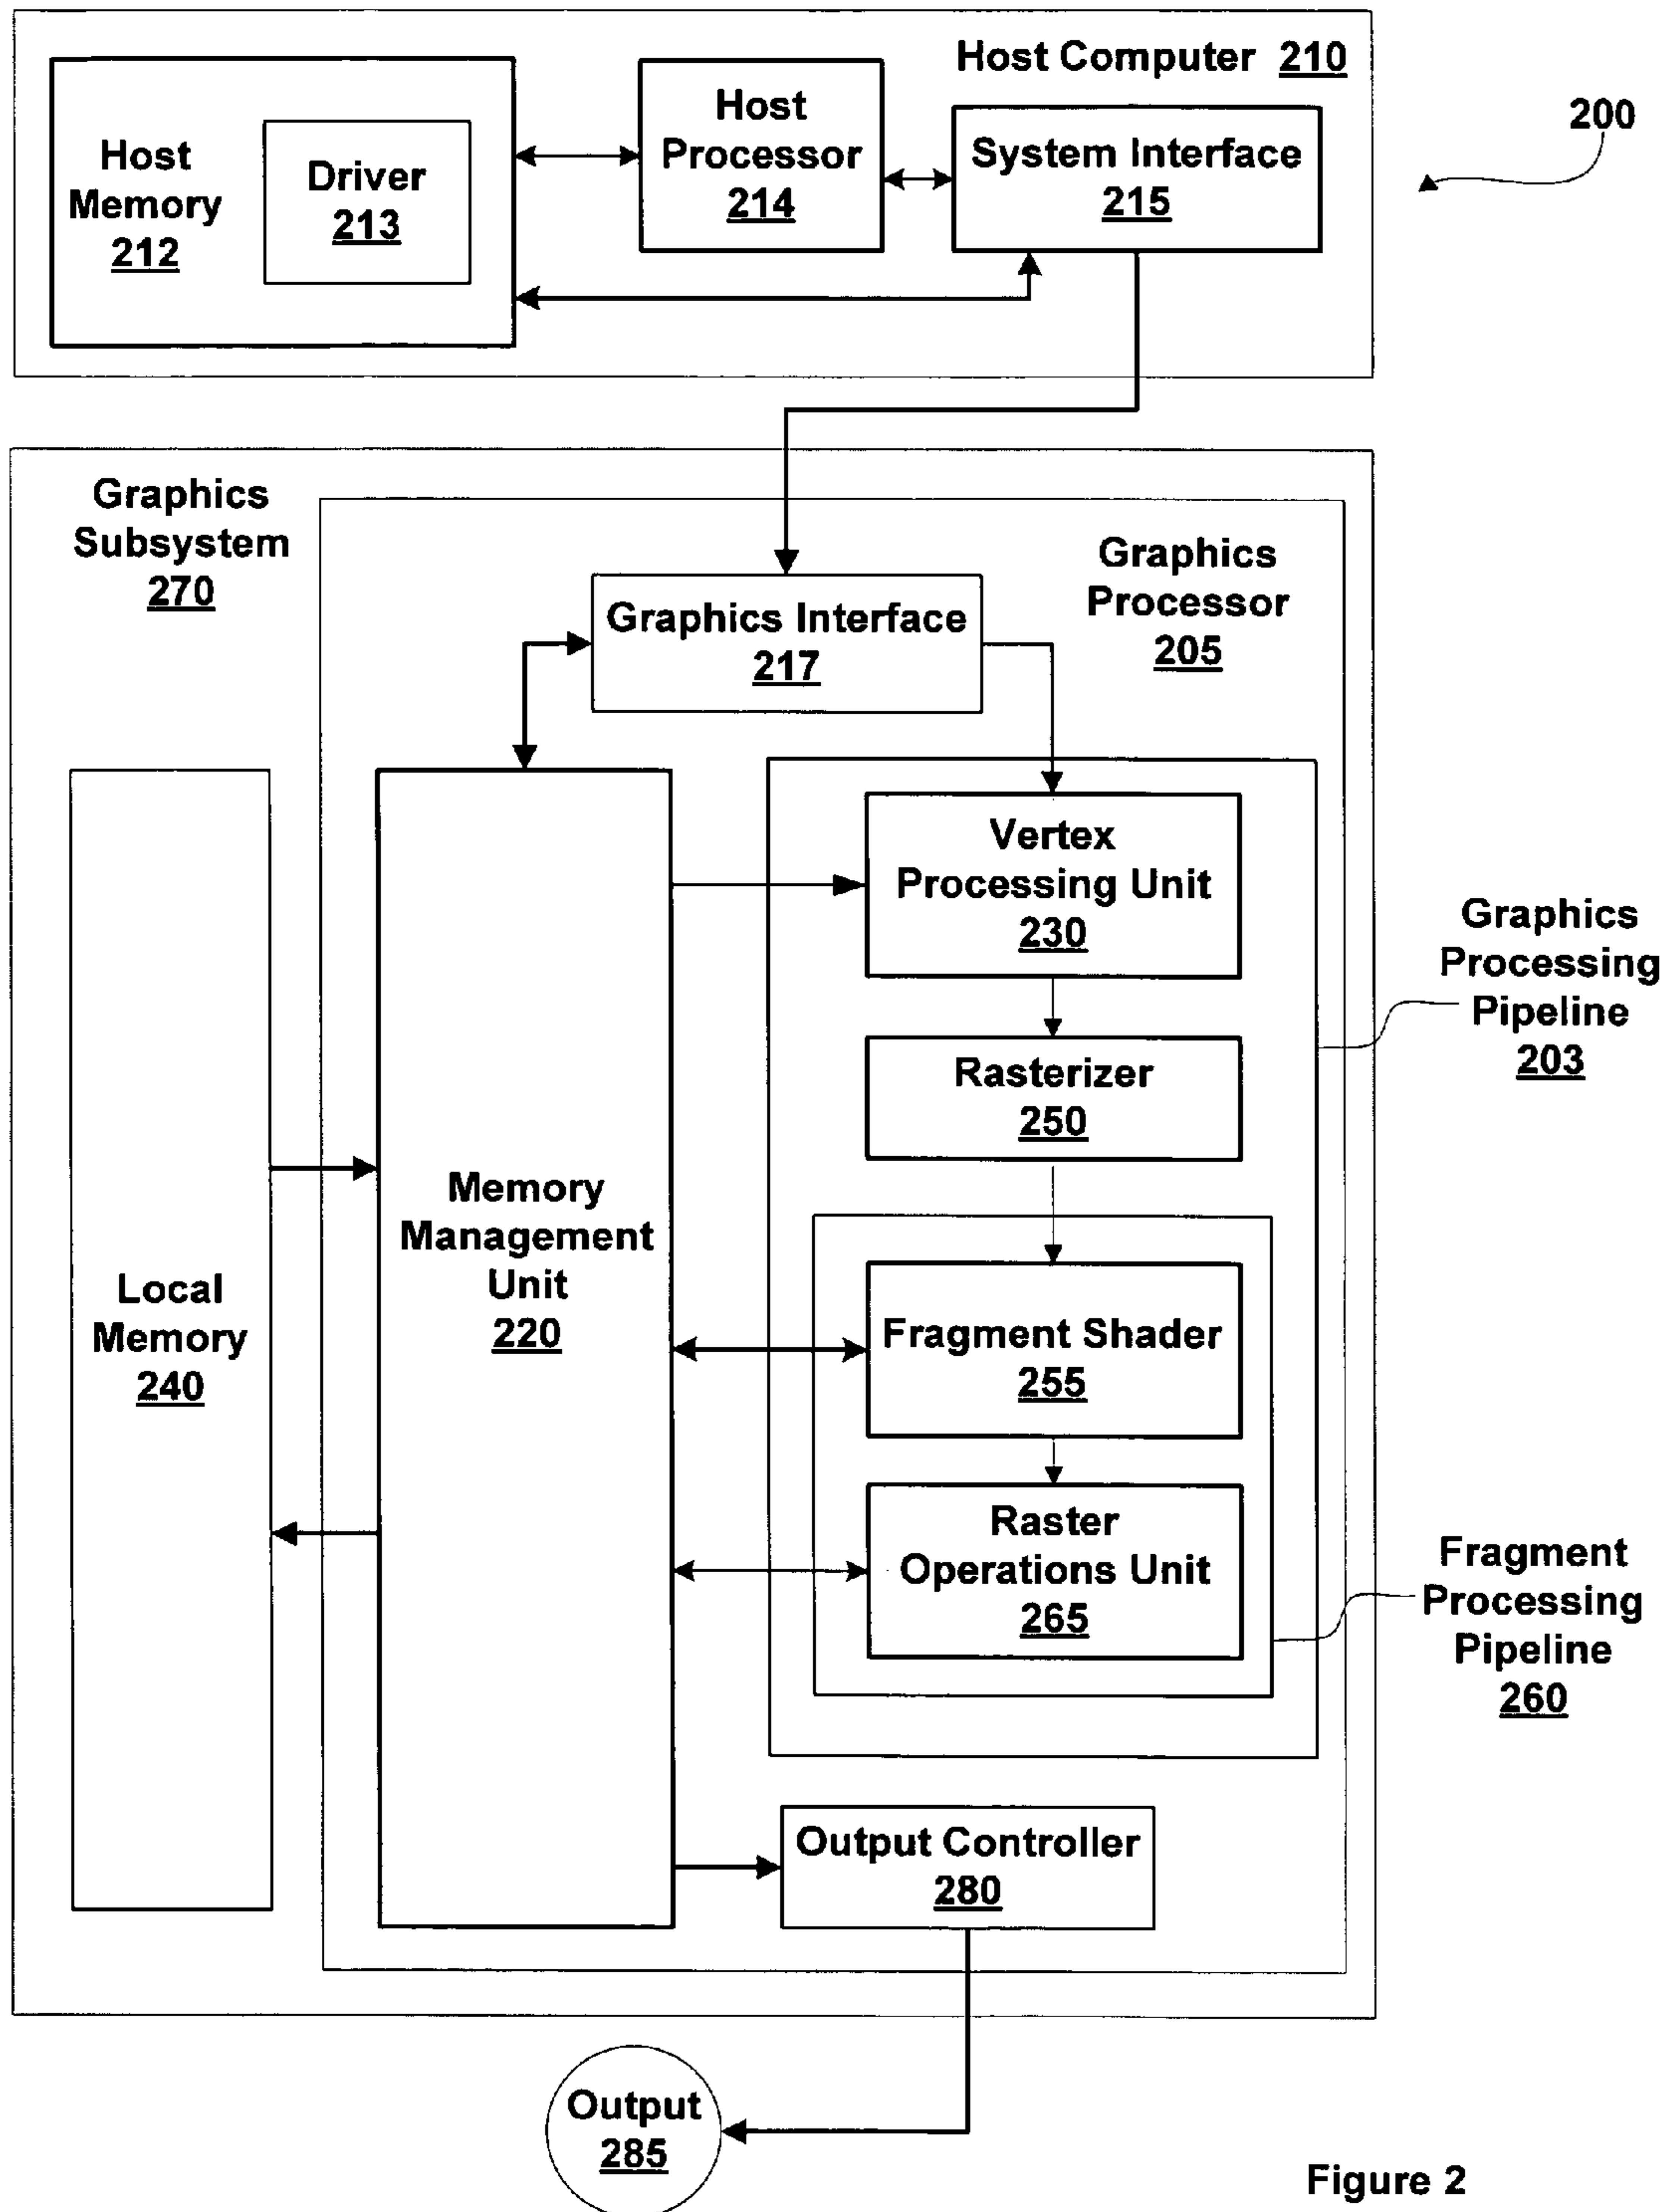 Host Computer 210
200
Host
Memory
212
Driver
213
Host
Processor
214
System Interface
215
Graphics
Subsystem
270
Graphics
Processor
205
Graphics Interface
217
Local
Memory
240
Memory
Management
Unit
220
Vertex
Processing Unit
230
Rasterizer
250
Fragment Shader
255
Raster
Operations Unit
265
Graphics
Processing
Pipeline
203
Fragment
Processing
Pipeline
260
Output Controller
280
Output
285
Figure 2